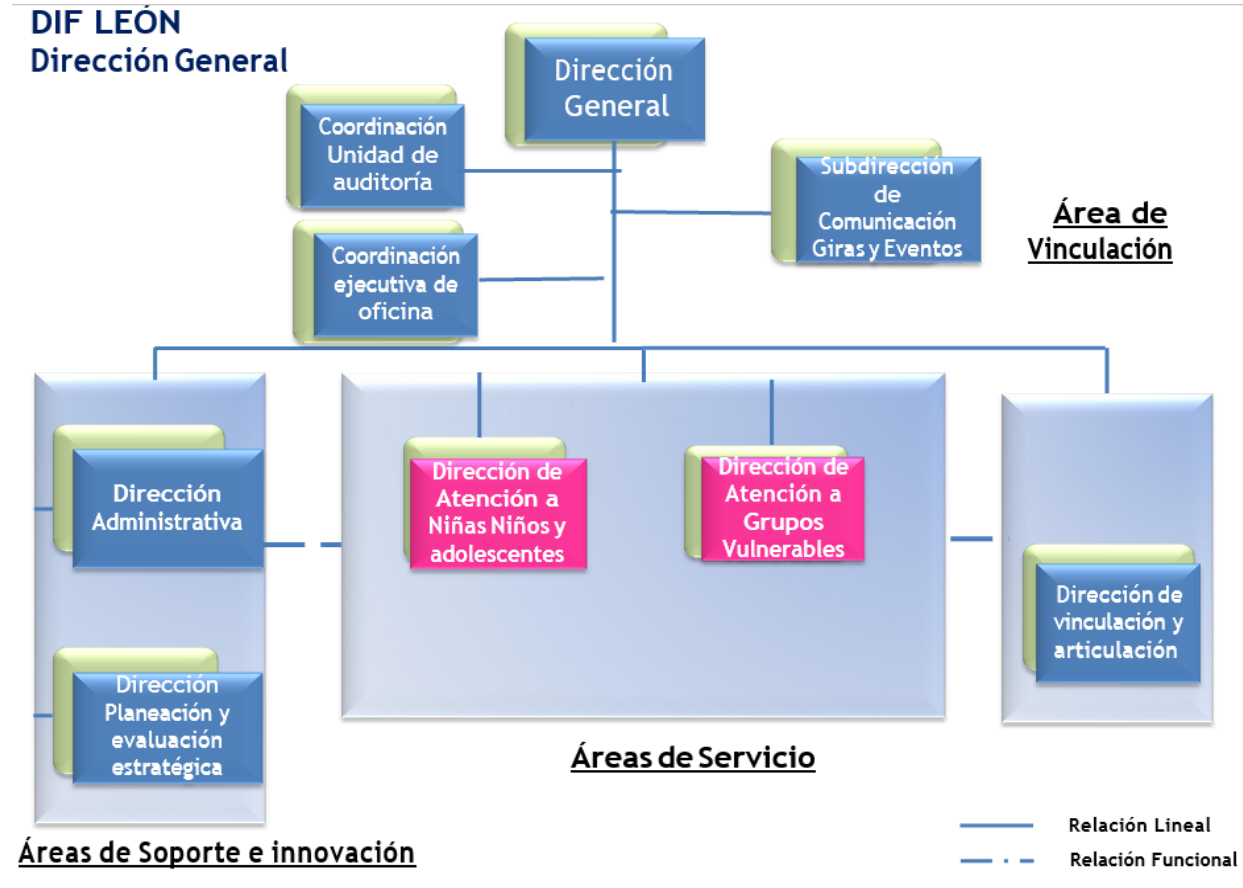 DIF LEÓN
Dirección General
Dirección
General
Coordinación
Unidad de
auditoría
Subdirección
de
Comunicación
Giras y Eventos
Área de
Vinculación
Coordinación
ejecutiva de
oficina
Dirección
Administrativa
Dirección de
Atención a
Niñas Niños y
adolescentes
Dirección de
Atención a
Grupos
Vulnerables
Dirección de
vinculación y
articulación
Dirección
Planeación y
evaluación
estratégica
Áreas de Servicio
Áreas de Soporte e innovación
Relación Lineal
Relación Funcional